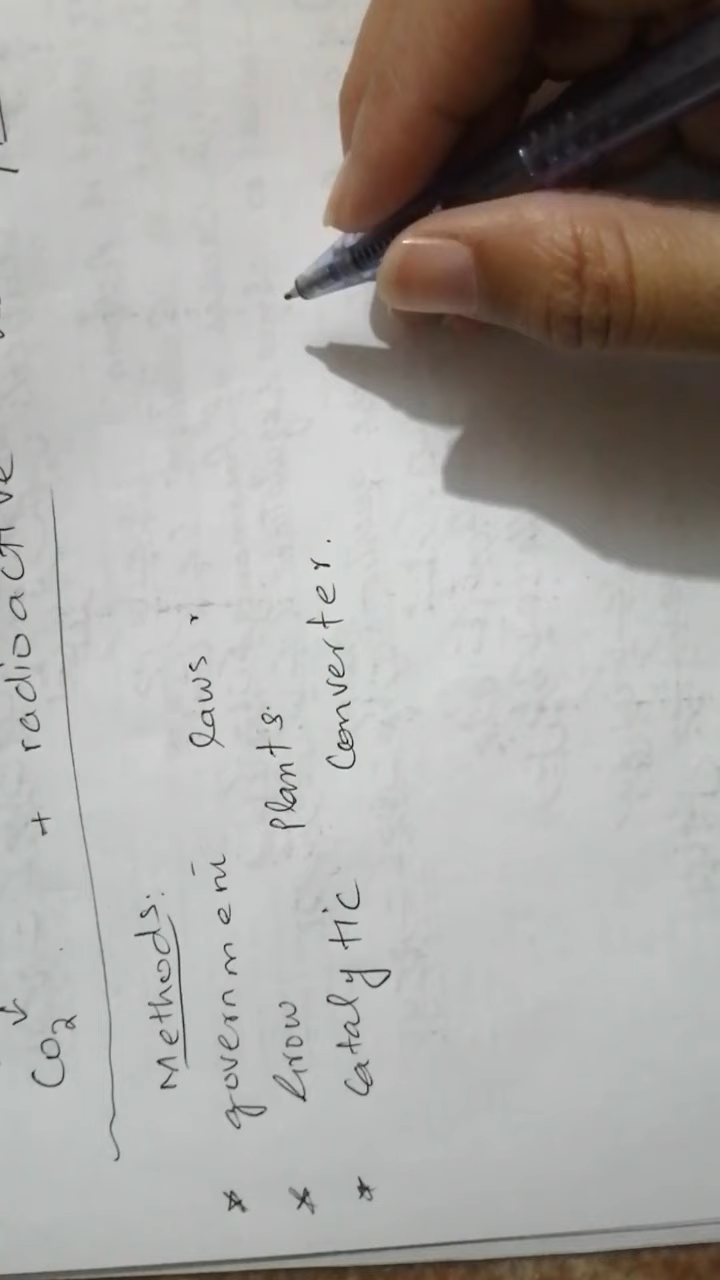 CO2 + radioactive
Methods:
* government laws.
* Grow plants.
* Catalytic Converter.